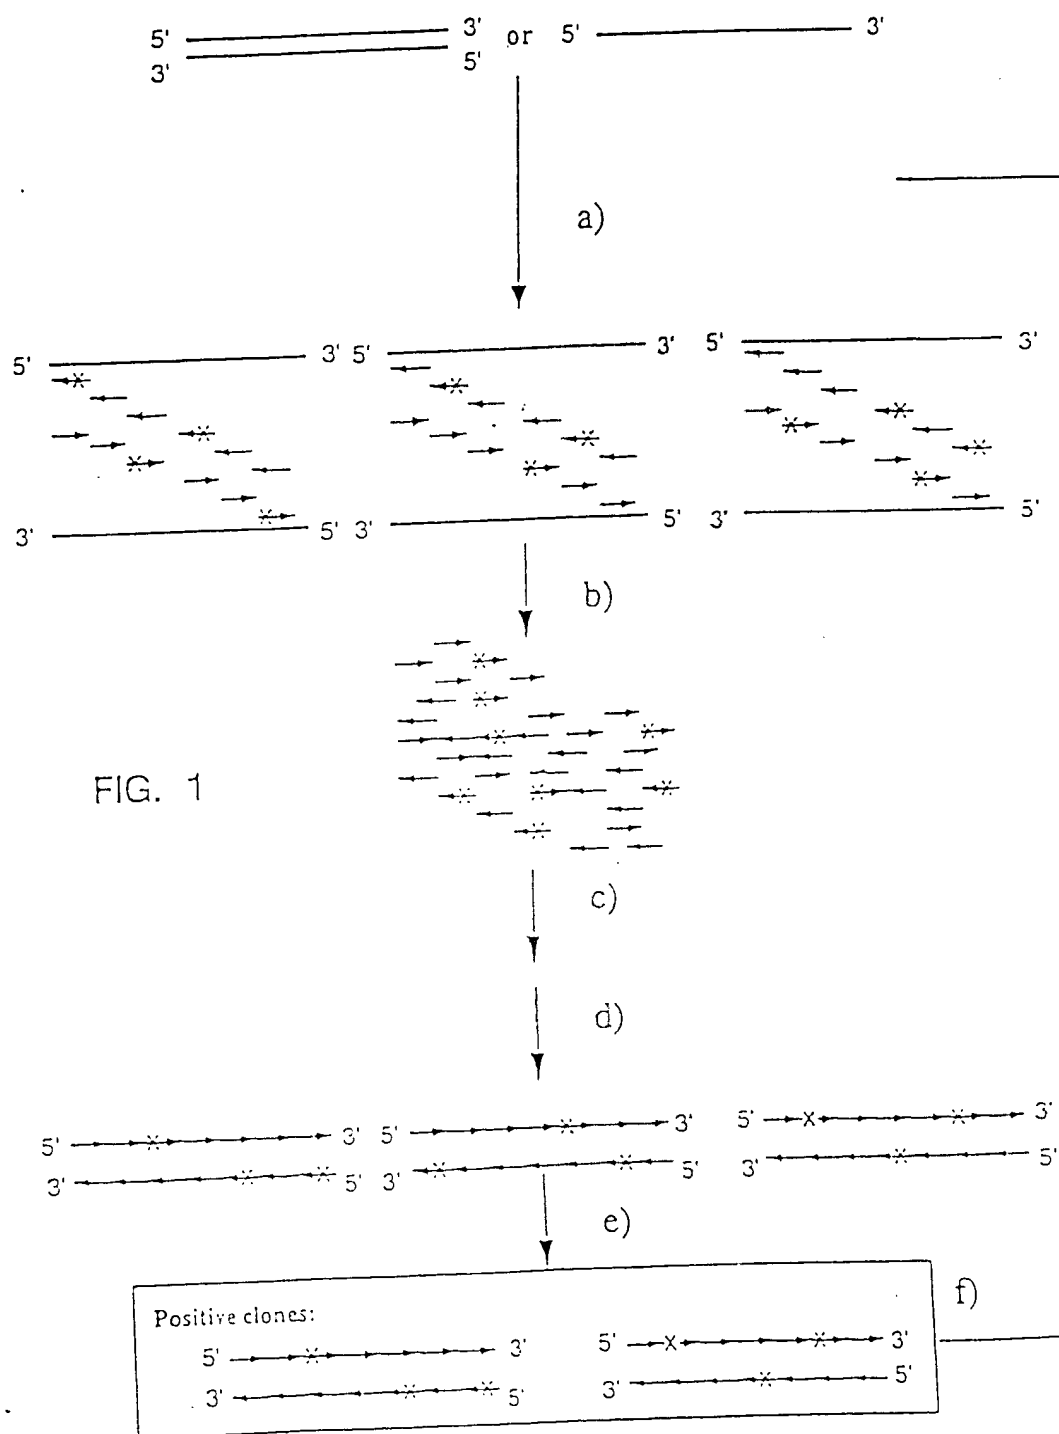 5' 3' or 5' 3'
3' 5'
a)
5' 3' 5' 3' 5' 3'
3' 5' 3' 5' 3' 5'
b)
FIG. 1
c)
d)
5' 3' 5' 3' 5' 3'
3' 5' 3' 5' 3' 5'
e)
f)
Positive clones:
5' 3' 5' 3'
3' 5' 3' 5'